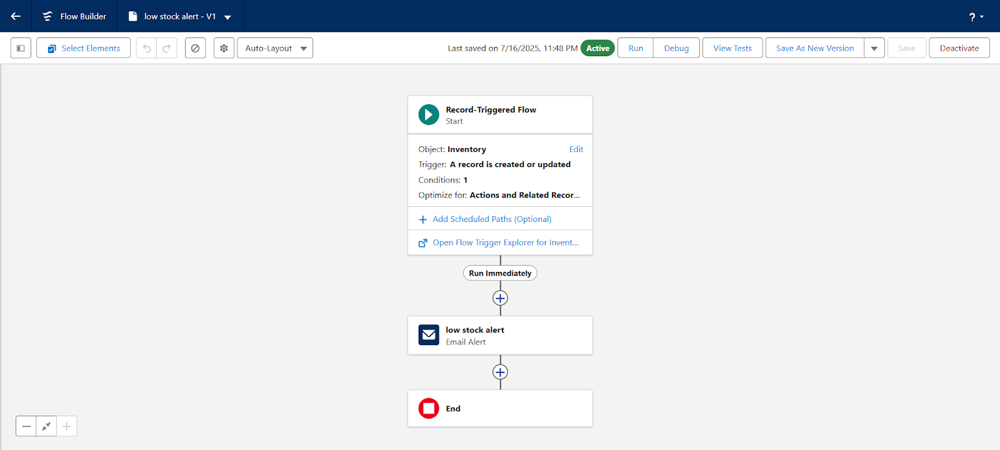 Flow Builder
low stock alert - V1
?
Select Elements
Auto-Layout
Last saved on 7/16/2025, 11:48 PM
Active
Run
Debug
View Tests
Save As New Version
Save
Deactivate
Record-Triggered Flow
Start
Object: Inventory
Edit
Trigger: A record is created or updated
Conditions: 1
Optimize for: Actions and Related Recor...
Add Scheduled Paths (Optional)
Open Flow Trigger Explorer for Invent...
Run Immediately
low stock alert
Email Alert
End